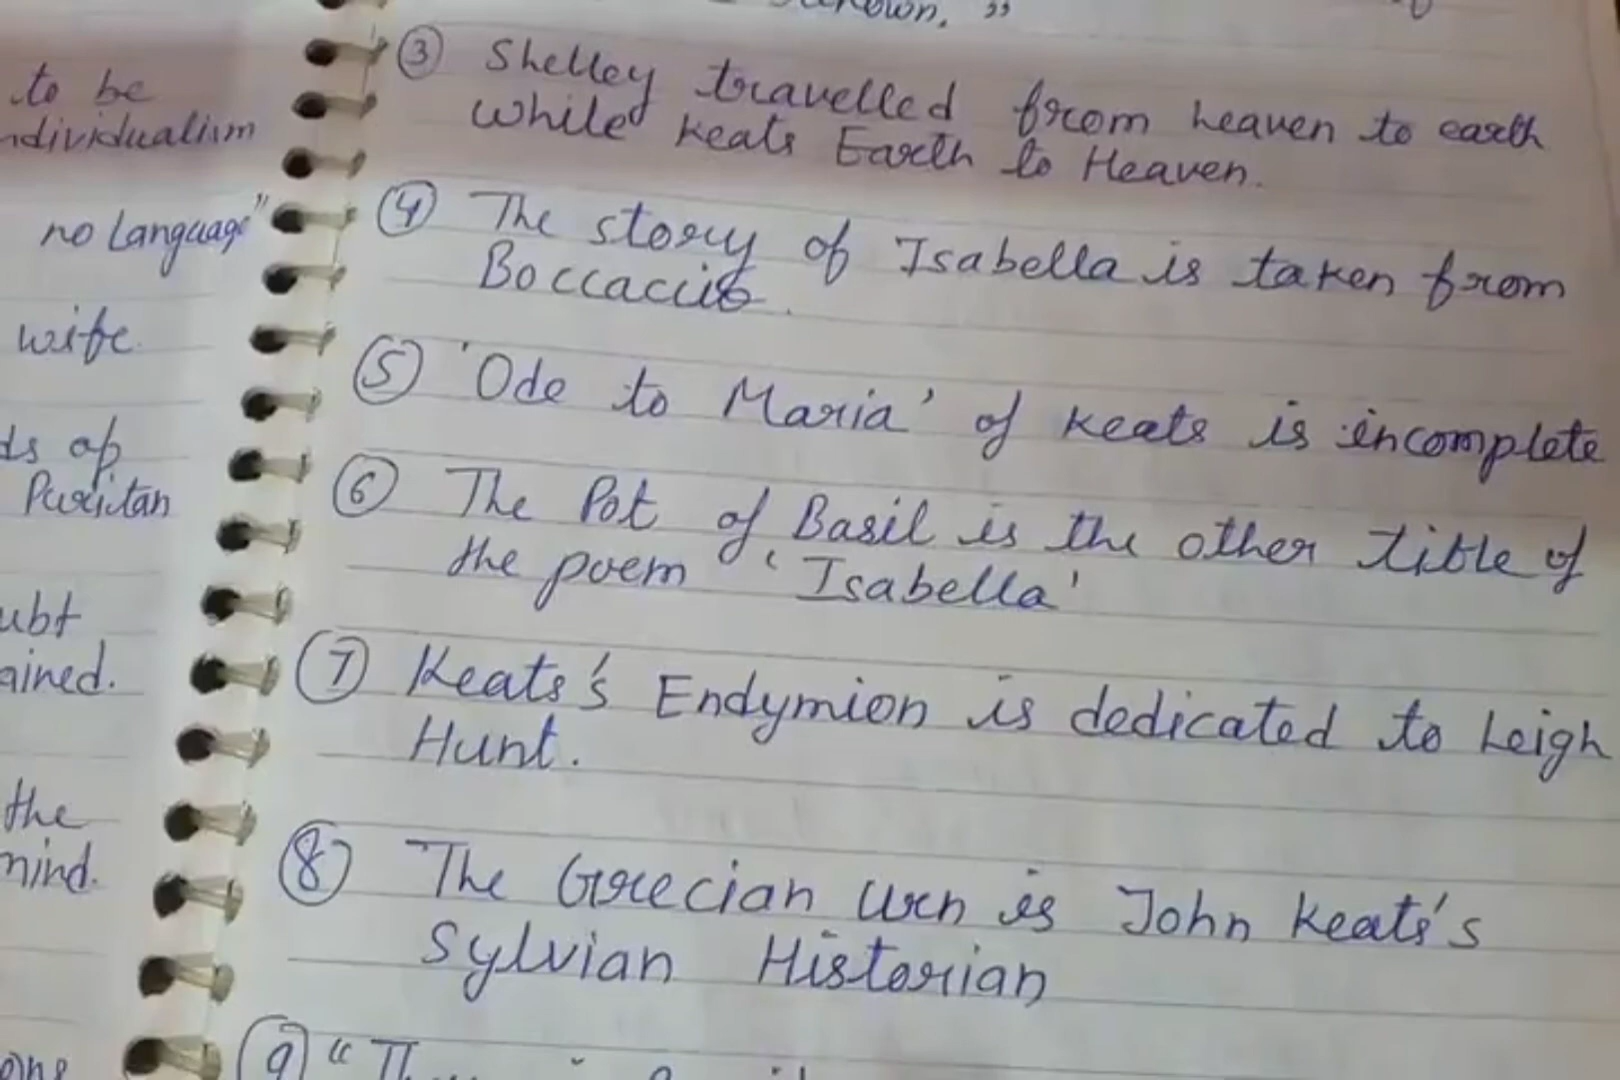 to be
ndividualism
no language"
wife.
ds of
Puritan
ubt
ained.
the
mind.
③ Shelley travelled from heaven to earth
while Keats Earth to Heaven.
④ The story of Isabella is taken from
Boccaccio.
⑤ 'Ode to Maria' of Keats is incomplete
⑥ The Pot of Basil is the other title of
the poem 'Isabella'
⑦ Keats's Endymion is dedicated to Leigh
Hunt.
⑧ The Grecian Urn is John Keats's
Sylvian Historian
⑨ "